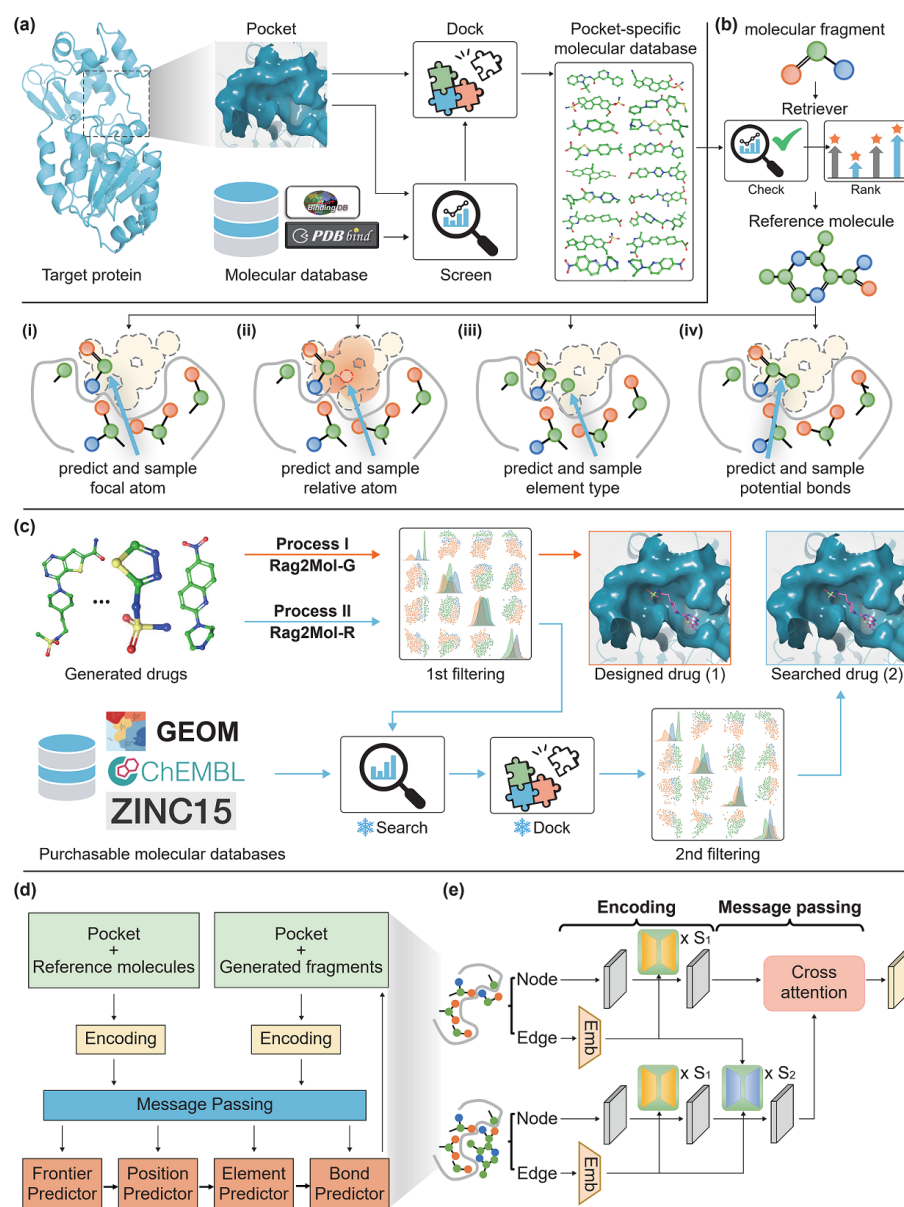 (a)
Pocket
Dock
Pocket-specific
molecular database
Target protein
Binding DB
PDB bind
Molecular database
Screen
(b)
molecular fragment
Retriever
Check
Rank
Reference molecule
(i)
predict and sample
focal atom
(ii)
predict and sample
relative atom
(iii)
predict and sample
element type
(iv)
predict and sample
potential bonds
(c)
...
Generated drugs
Process I
Rag2Mol-G
Process II
Rag2Mol-R
1st filtering
Designed drug (1)
Searched drug (2)
GEOM
ChEMBL
ZINC15
Purchasable molecular databases
Search
Dock
2nd filtering
(d)
Pocket
+
Reference molecules
Pocket
+
Generated fragments
Encoding
Encoding
Message Passing
Frontier
Predictor
Position
Predictor
Element
Predictor
Bond
Predictor
(e)
Encoding
Message passing
Node
x S1
Cross
attention
Edge
Emb
Node
x S1
x S2
Edge
Emb